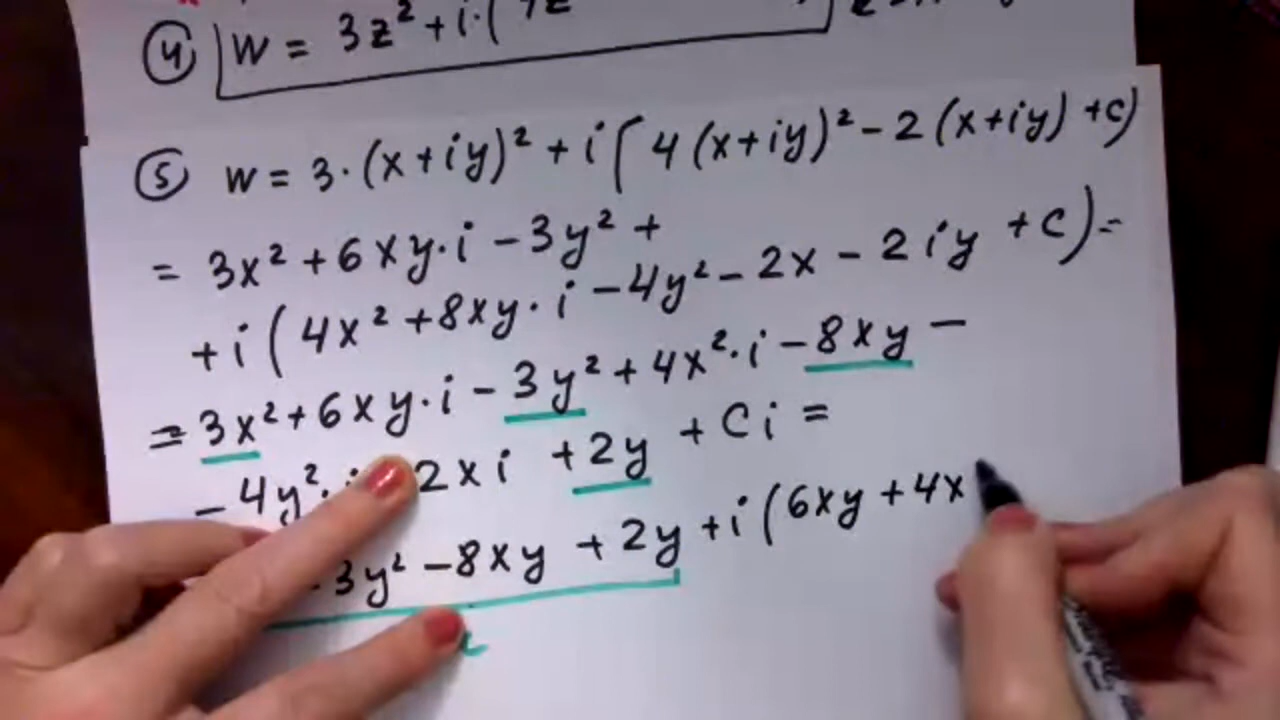 ④ W = 3z² + i·(
⑤ w = 3·(x+iy)² + i(4(x+iy)² - 2(x+iy) + c)
= 3x² + 6xy·i - 3y² +
+ i(4x² + 8xy·i - 4y² - 2x - 2iy + c) =
= 3x² + 6xy·i - 3y² + 4x²·i - 8xy -
- 4y²· 2xi + 2y + Ci =
3y² - 8xy + 2y + i(6xy + 4x